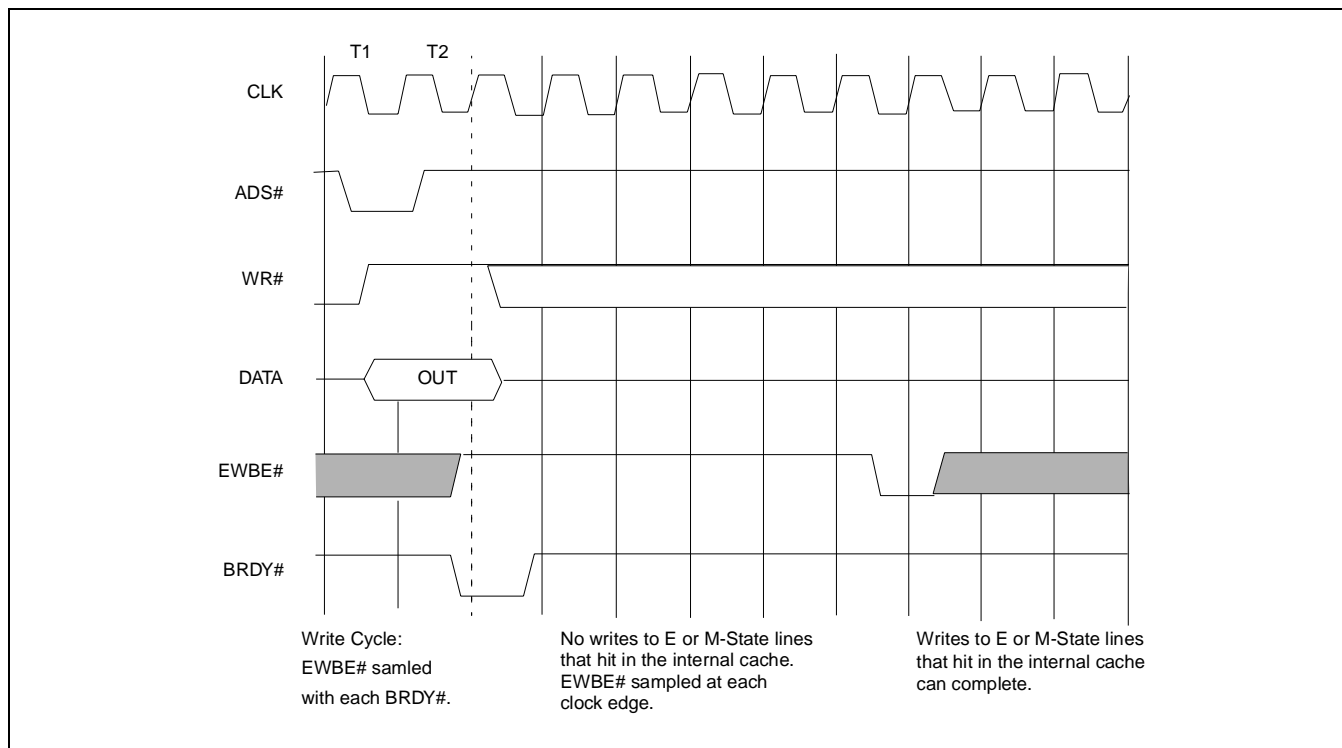 T1 T2
CLK
ADS#
WR#
DATA
OUT
EWBE#
BRDY#
Write Cycle:
EWBE# samled
with each BRDY#.
No writes to E or M-State lines
that hit in the internal cache.
EWBE# sampled at each
clock edge.
Writes to E or M-State lines
that hit in the internal cache
can complete.